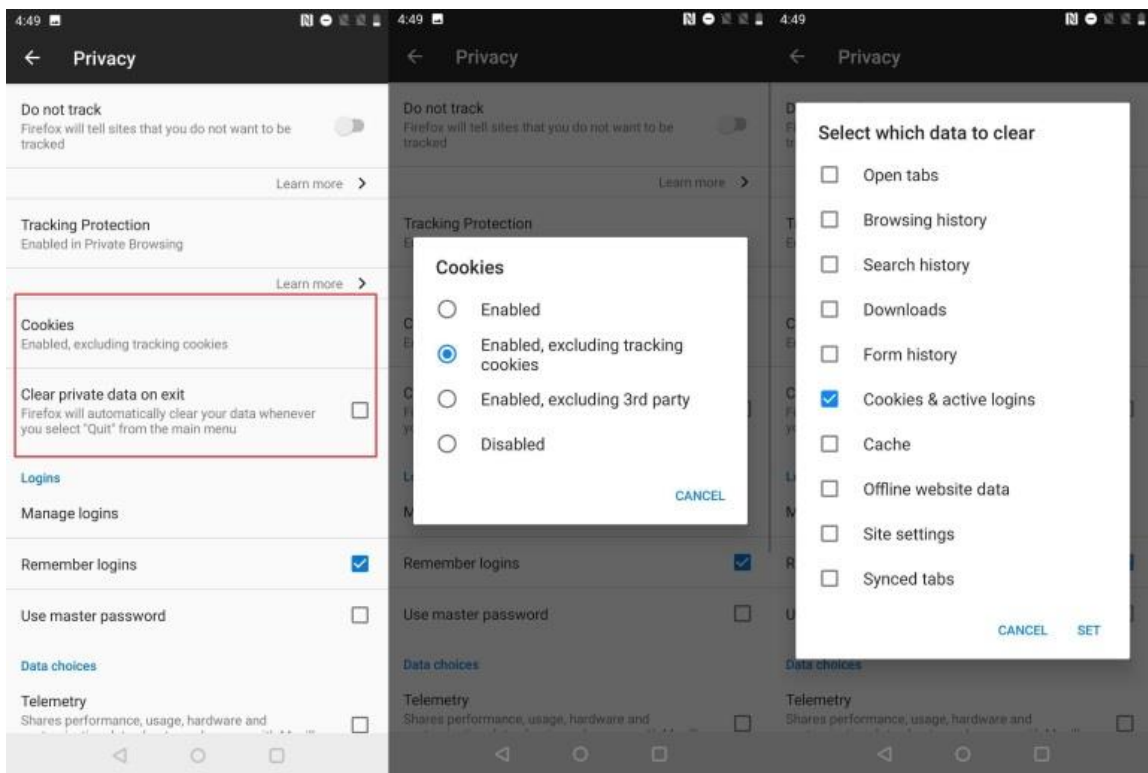 4:49
Privacy
Do not track
Firefox will tell sites that you do not want to be
tracked
Learn more
Tracking Protection
Enabled in Private Browsing
Learn more
Cookies
Enabled, excluding tracking cookies
Clear private data on exit
Firefox will automatically clear your data whenever
you select "Quit" from the main menu
Logins
Manage logins
Remember logins
Use master password
Data choices
Telemetry
Shares performance, usage, hardware and
4:49
Privacy
Do not track
Firefox will tell sites that you do not want to be
tracked
Learn more
Tracking Protection
Cookies
Enabled
Enabled, excluding tracking
cookies
Enabled, excluding 3rd party
Disabled
CANCEL
Remember logins
Use master password
Data choices
Telemetry
Shares performance, usage, hardware and
4:49
Privacy
Select which data to clear
Open tabs
Browsing history
Search history
Downloads
Form history
Cookies & active logins
Cache
Offline website data
Site settings
Synced tabs
CANCEL SET
Data choices
Telemetry
Shares performance, usage, hardware and